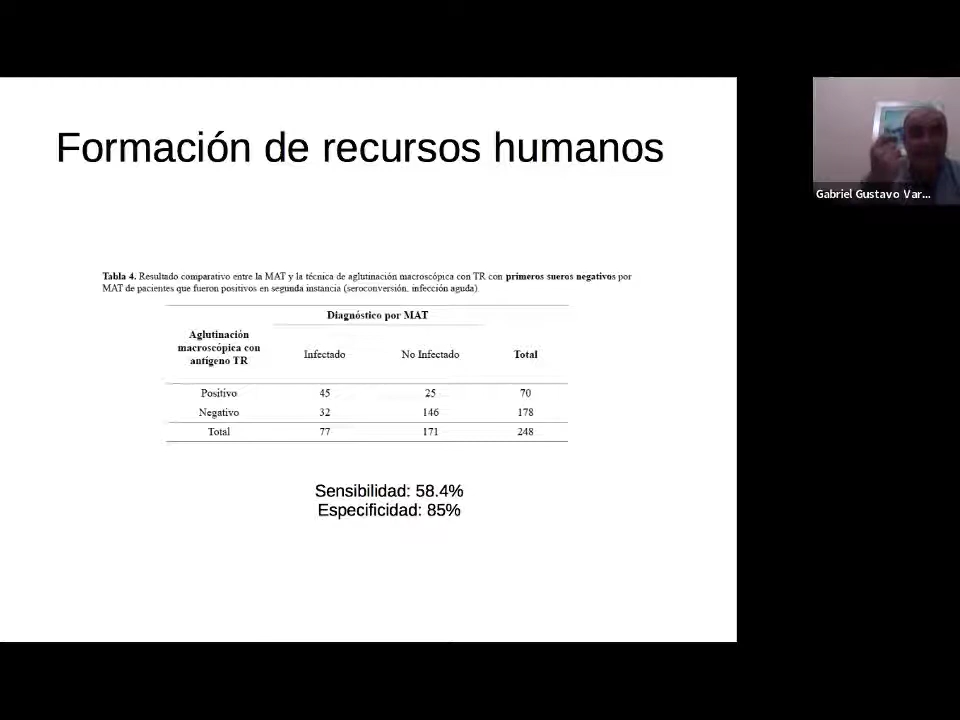 Formación de recursos humanos
Gabriel Gustavo Var...
Tabla 4. Resultado comparativo entre la MAT y la técnica de aglutinación macroscópica con TR con primeros sueros negativos por
MAT de pacientes que fueron positivos en segunda instancia (seroconversión, infección aguda)
Diagnóstico por MAT
Aglutinación
macroscópica con
antígeno TR
Infectado No Infectado Total
Positivo 45 25 70
Negativo 32 146 178
Total 77 171 248
Sensibilidad: 58.4%
Especificidad: 85%